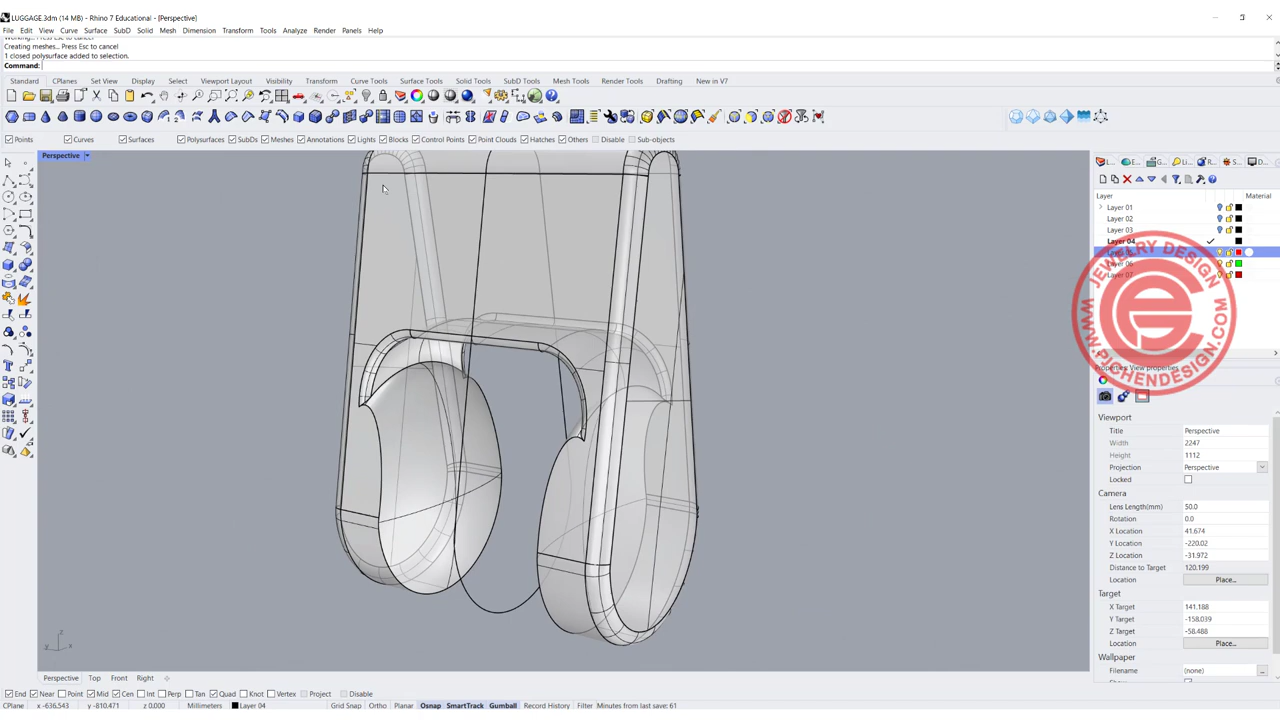 LUGGAGE.3dm (14 MB) - Rhino 7 Educational - [Perspective]
File Edit View Curve Surface SubD Solid Mesh Dimension Transform Tools Analyze Render Panels Help
Creating meshes... Press Esc to cancel
1 closed polysurface added to selection.
Command:
Standard CPlanes Set View Display Select Viewport Layout Visibility Transform Curve Tools Surface Tools Solid Tools SubD Tools Mesh Tools Render Tools Drafting New in V7
Points Curves Surfaces Polysurfaces SubDs Meshes Annotations Lights Blocks Control Points Point Clouds Hatches Others Disable Sub-objects
Perspective
Layer Material
Layer 01
Layer 02
Layer 03
Layer 04
Layer 06
Layer 07
JEWELRY DESIGN
WWW.PJCHENDESIGN.COM
Properties: View properties
Viewport
Title Perspective
Width 2247
Height 1112
Projection Perspective
Locked
Camera
Lens Length(mm) 50.0
Rotation 0.0
X Location 41.674
Y Location -220.02
Z Location -31.972
Distance to Target 120.199
Location Place...
Target
X Target 141.188
Y Target -158.039
Z Target -58.488
Location Place...
Wallpaper
Filename (none)
z
y x
Perspective Top Front Right
End Near Point Mid Cen Int Perp Tan Quad Knot Vertex Project Disable
CPlane x -636.543 y -810.471 z 0.000 Millimeters Layer 04 Grid Snap Ortho Planar Osnap SmartTrack Gumball Record History Filter Minutes from last save: 61